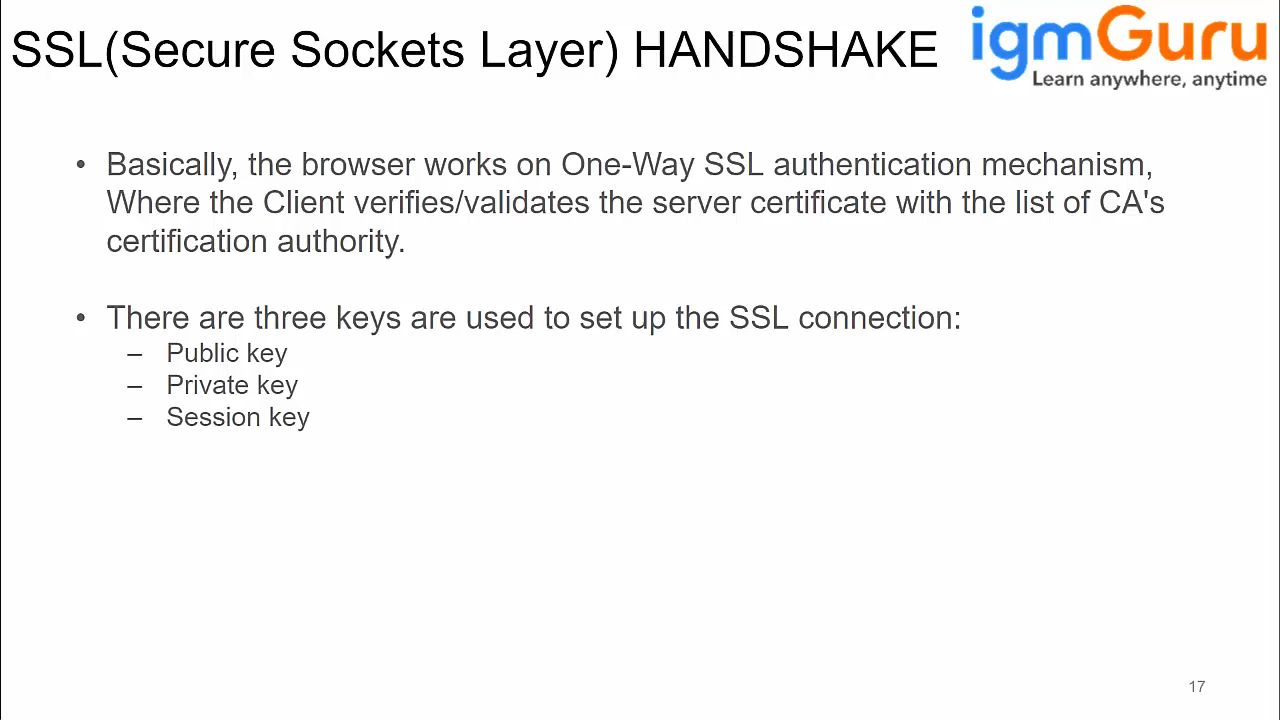 SSL(Secure Sockets Layer) HANDSHAKE
igmGuru
Learn anywhere, anytime
• Basically, the browser works on One-Way SSL authentication mechanism,
Where the Client verifies/validates the server certificate with the list of CA's
certification authority.
• There are three keys are used to set up the SSL connection:
– Public key
– Private key
– Session key
17